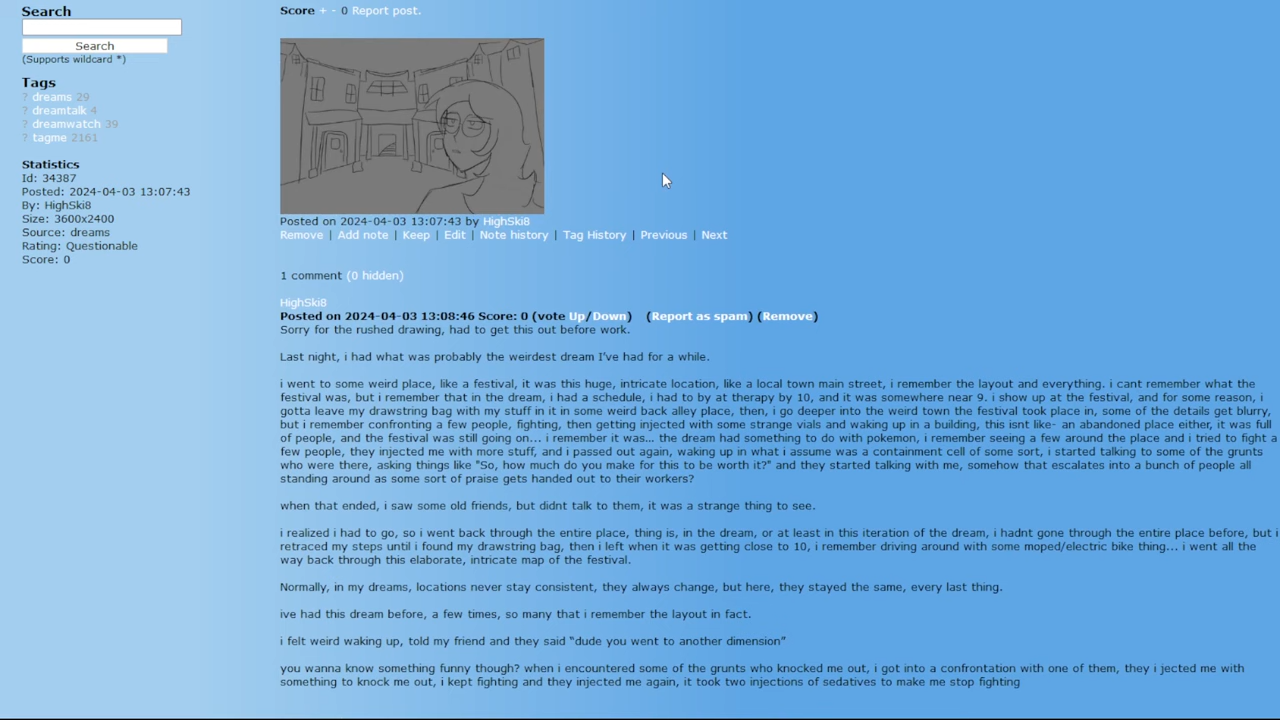 Search
Search
(Supports wildcard *)
Tags
? dreams 29
? dreamtalk 4
? dreamwatch 39
? tagme 2161
Statistics
Id: 34387
Posted: 2024-04-03 13:07:43
By: HighSki8
Size: 3600x2400
Source: dreams
Rating: Questionable
Score: 0
Score + - 0 Report post.
Posted on 2024-04-03 13:07:43 by HighSki8
Remove | Add note | Keep | Edit | Note history | Tag History | Previous | Next
1 comment (0 hidden)
HighSki8
Posted on 2024-04-03 13:08:46 Score: 0 (vote Up/Down) (Report as spam) (Remove)
Sorry for the rushed drawing, had to get this out before work.
Last night, i had what was probably the weirdest dream I've had for a while.
i went to some weird place, like a festival, it was this huge, intricate location, like a local town main street, i remember the layout and everything. i cant remember what the
festival was, but i remember that in the dream, i had a schedule, i had to by at therapy by 10, and it was somewhere near 9. i show up at the festival, and for some reason, i
gotta leave my drawstring bag with my stuff in it in some weird back alley place, then, i go deeper into the weird town the festival took place in, some of the details get blurry,
but i remember confronting a few people, fighting, then getting injected with some strange vials and waking up in a building, this isnt like- an abandoned place either, it was full
of people, and the festival was still going on... i remember it was... the dream had something to do with pokemon, i remember seeing a few around the place and i tried to fight a
few people, they injected me with more stuff, and i passed out again, waking up in what i assume was a containment cell of some sort, i started talking to some of the grunts
who were there, asking things like "So, how much do you make for this to be worth it?" and they started talking with me, somehow that escalates into a bunch of people all
standing around as some sort of praise gets handed out to their workers?
when that ended, i saw some old friends, but didnt talk to them, it was a strange thing to see.
i realized i had to go, so i went back through the entire place, thing is, in the dream, or at least in this iteration of the dream, i hadnt gone through the entire place before, but i
retraced my steps until i found my drawstring bag, then i left when it was getting close to 10, i remember driving around with some moped/electric bike thing... i went all the
way back through this elaborate, intricate map of the festival.
Normally, in my dreams, locations never stay consistent, they always change, but here, they stayed the same, every last thing.
ive had this dream before, a few times, so many that i remember the layout in fact.
i felt weird waking up, told my friend and they said “dude you went to another dimension”
you wanna know something funny though? when i encountered some of the grunts who knocked me out, i got into a confrontation with one of them, they i jected me with
something to knock me out, i kept fighting and they injected me again, it took two injections of sedatives to make me stop fighting